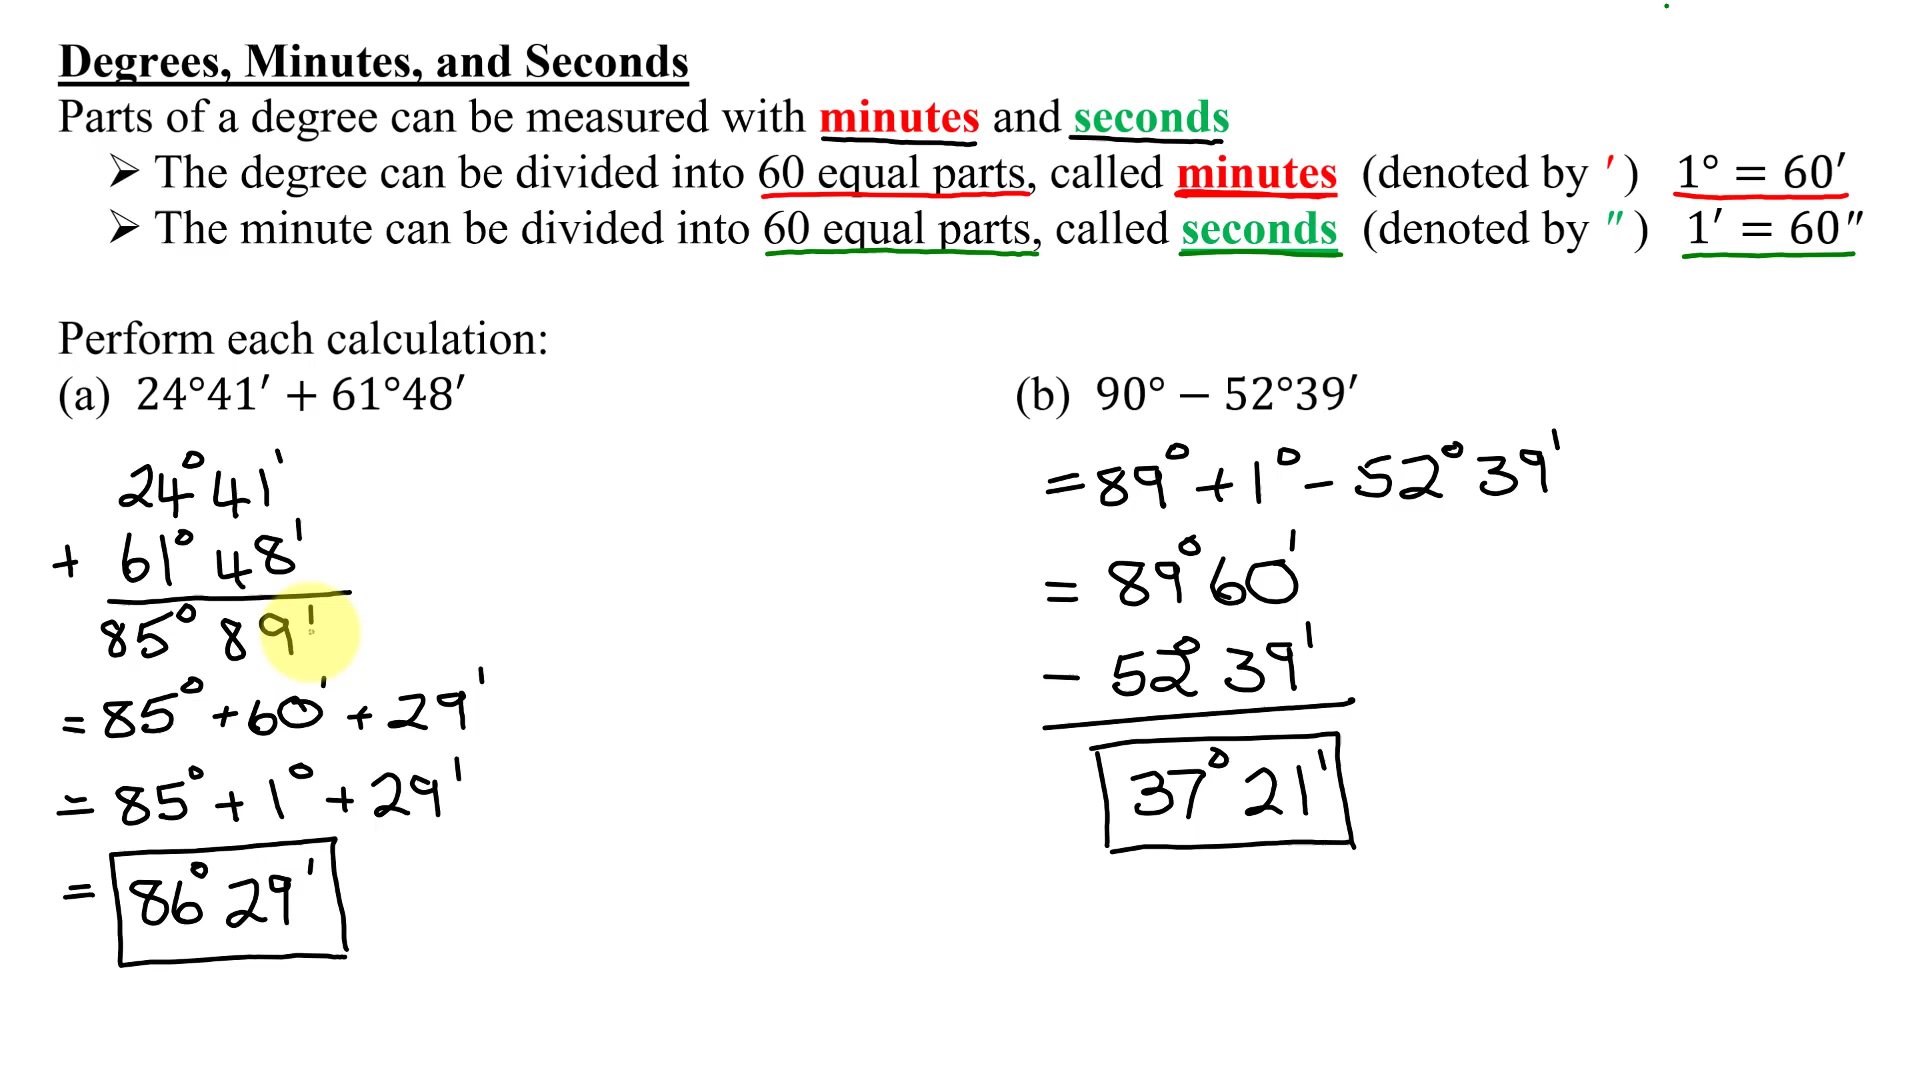 Degrees, Minutes, and Seconds
Parts of a degree can be measured with minutes and seconds
➢ The degree can be divided into 60 equal parts, called minutes (denoted by ′) 1° = 60′
➢ The minute can be divided into 60 equal parts, called seconds (denoted by ″) 1′ = 60″
Perform each calculation:
(a) 24°41′ + 61°48′
24°41'
+ 61°48'
85°89'
= 85° + 60' + 29'
= 85° + 1° + 29'
= 86°29'
(b) 90° − 52°39′
= 89° + 1° − 52°39'
= 89°60'
− 52°39'
37°21'